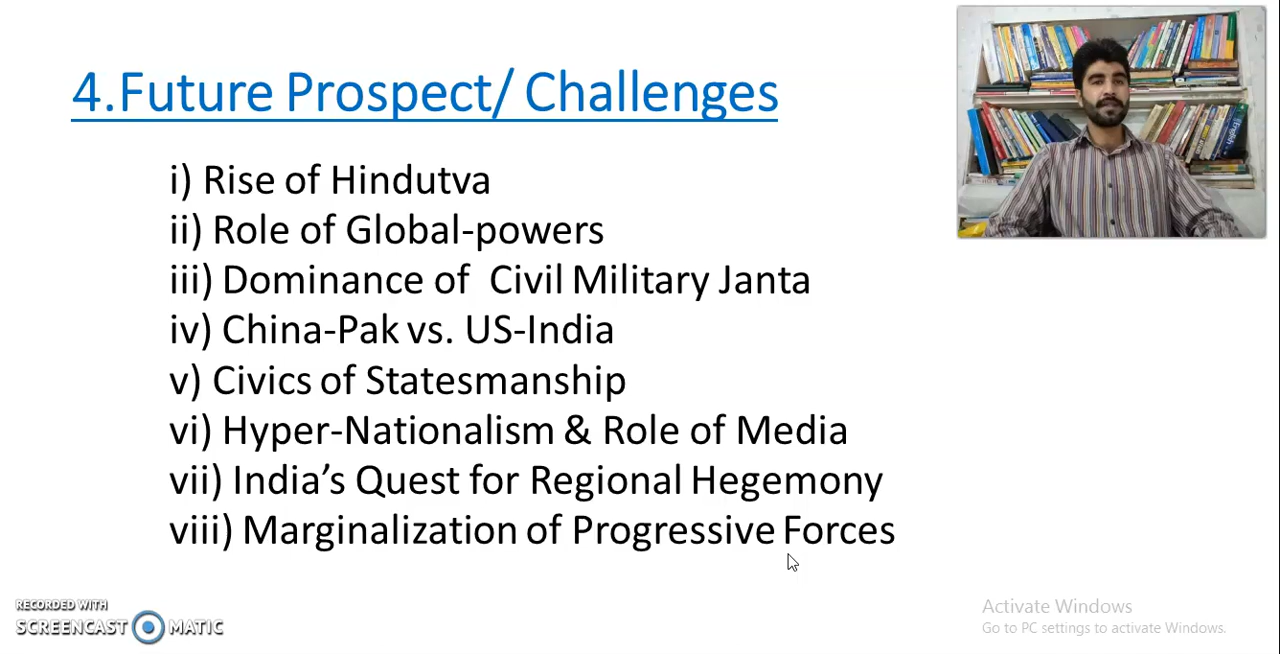 4.Future Prospect/ Challenges
i) Rise of Hindutva
ii) Role of Global-powers
iii) Dominance of  Civil Military Janta
iv) China-Pak vs. US-India
v) Civics of Statesmanship
vi) Hyper-Nationalism & Role of Media
vii) India’s Quest for Regional Hegemony
viii) Marginalization of Progressive Forces
English
RECORDED WITH
SCREENCAST MATIC
Activate Windows
Go to PC settings to activate Windows.